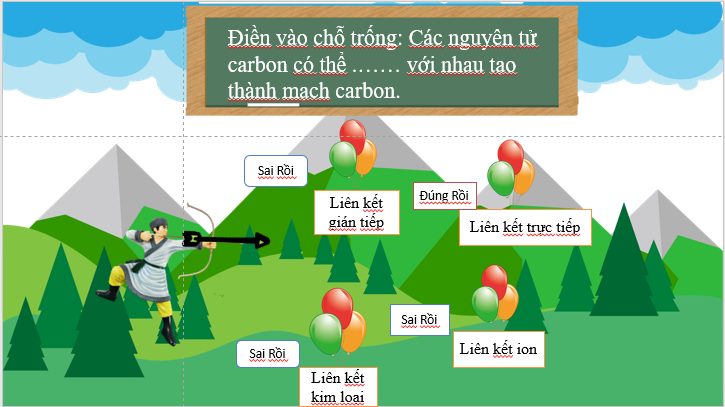 Điền vào chỗ trống: Các nguyên tử
carbon có thể ……. với nhau tạo
thành mạch carbon.
Sai Rồi
Liên kết
gián tiếp
Đúng Rồi
Liên kết trực tiếp
Sai Rồi
Liên kết
kim loại
Sai Rồi
Liên kết ion